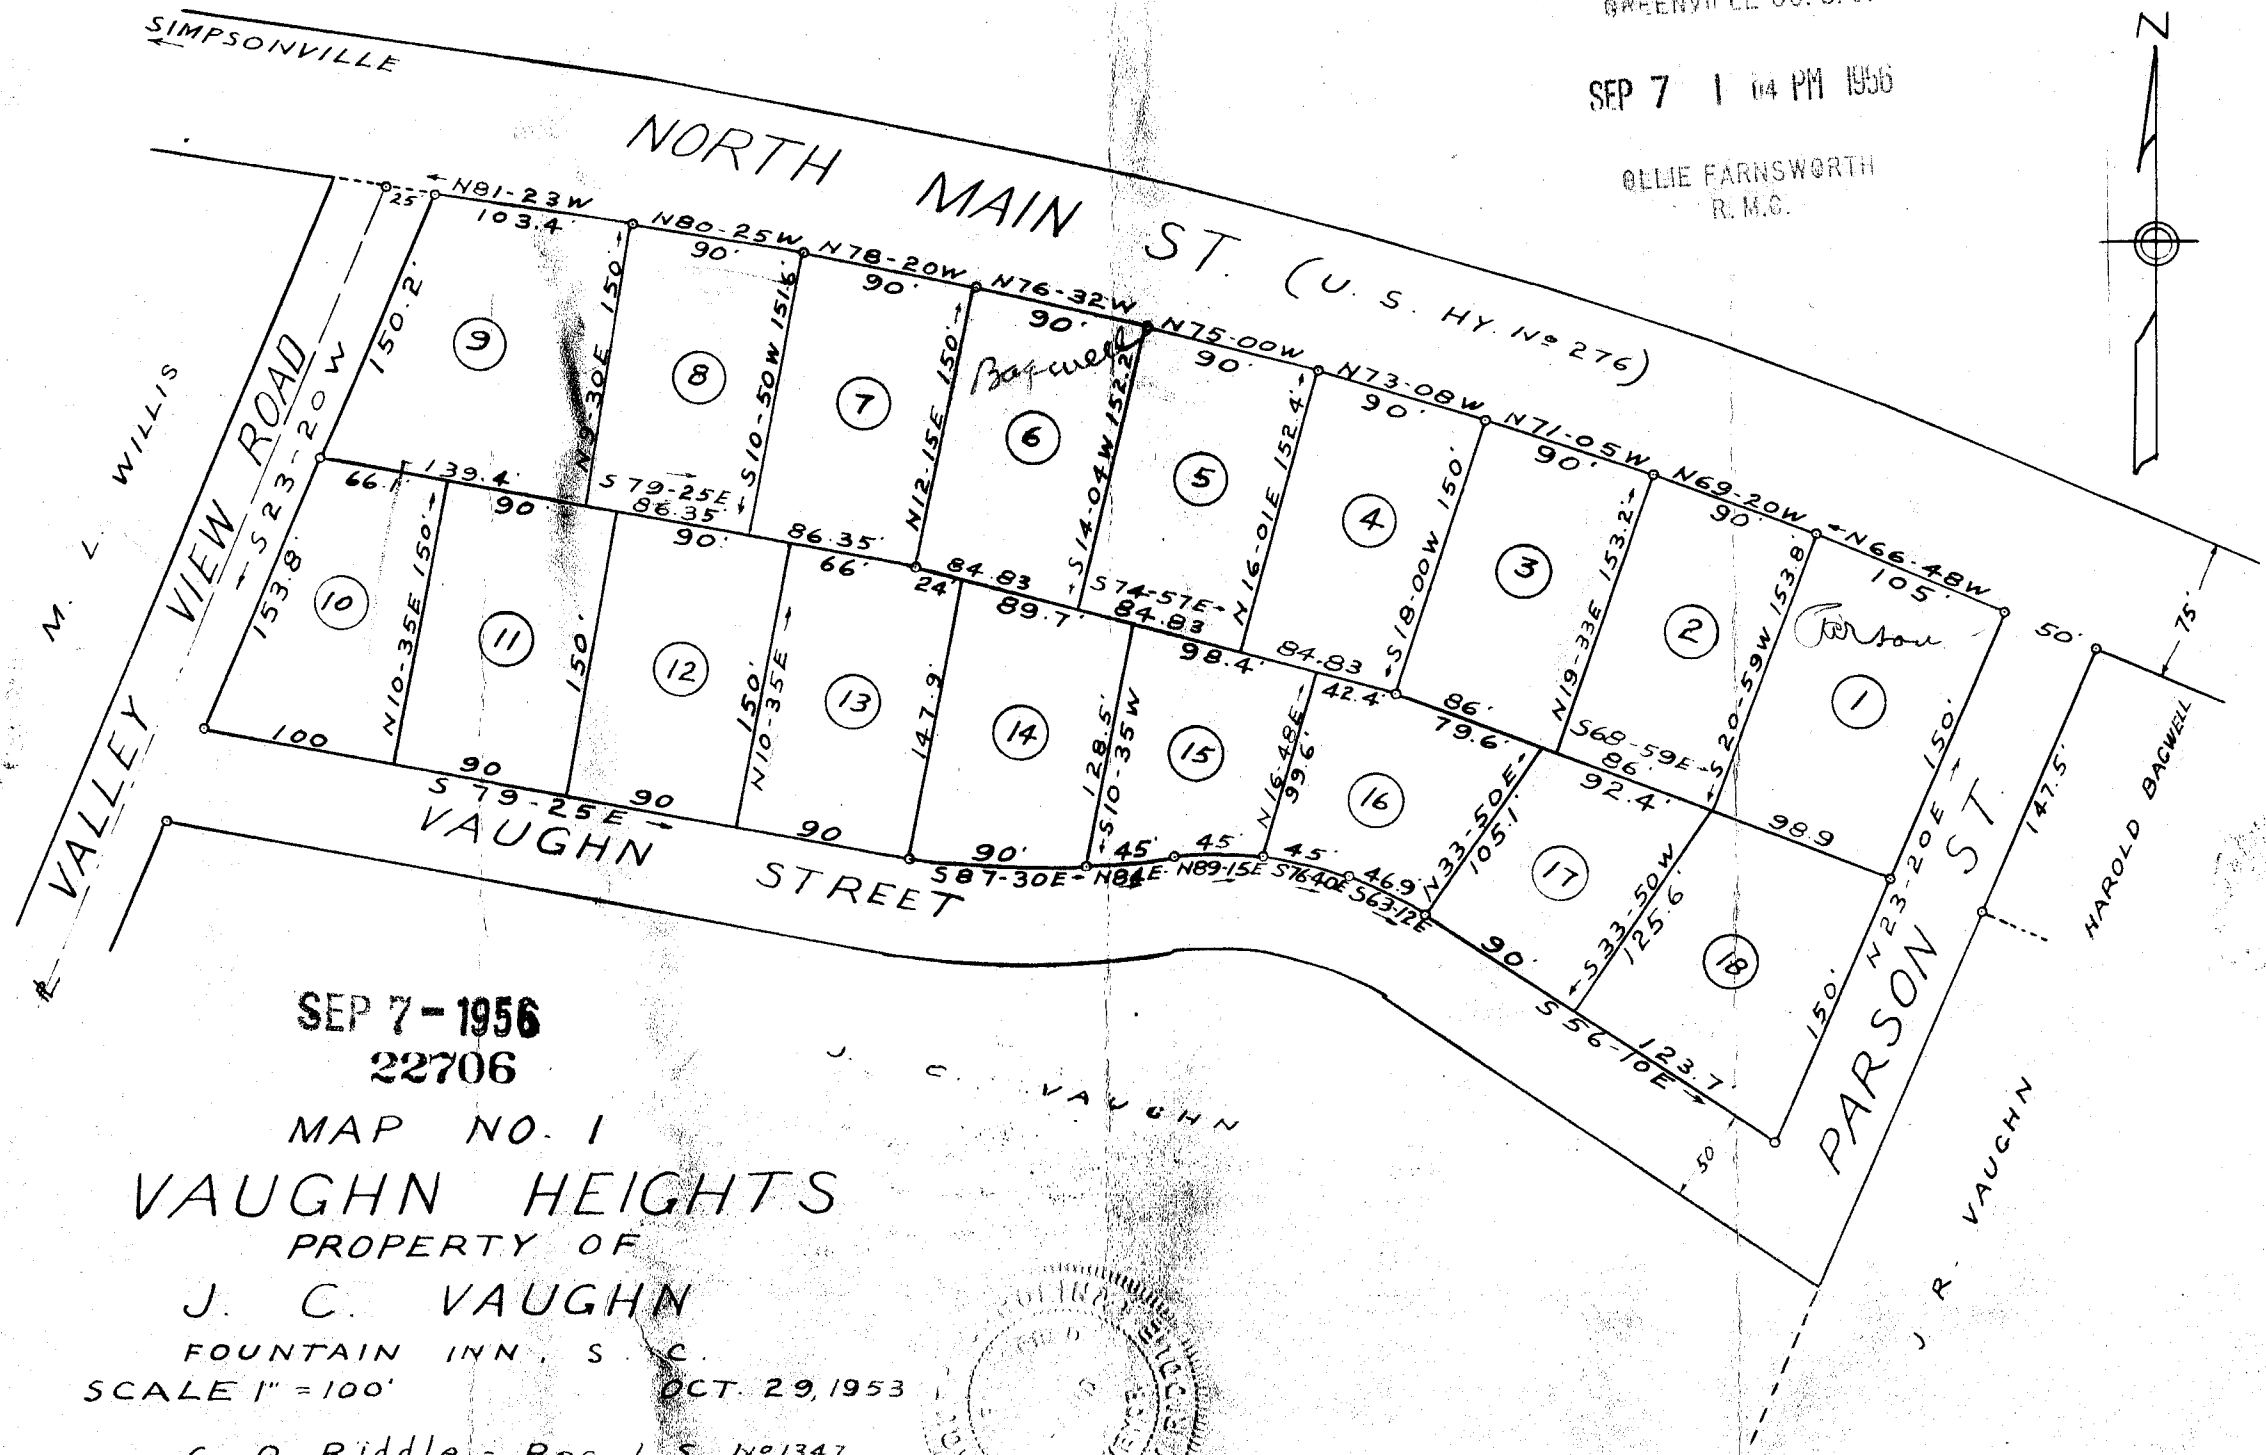 SIMPSONVILLE
SEP 7 1 04 PM 1956
OLLIE FARNSWORTH
R. M.C.
N
NORTH MAIN ST. (U. S. HY. Nº 276)
25'
N81-23W
103.4'
N80-25W
90'
N78-20W
90'
N76-32W
90'
N75-00W
90'
N73-08W
90'
N71-05W
90'
N69-20W
90'
N66-48W
105'
50'
75'
150.2'
9
N9-30E 150'
8
S10-50W 151.6'
7
N12-15E 150'
Bagwell
6
S14-04W 152.2'
5
N16-01E 152.4'
4
S18-00W 150'
3
N19-33E 153.2'
2
S20-59W 153.8'
Parson
1
150'
147.5'
HAROLD BAGWELL
M. L. WILLIS
VALLEY VIEW ROAD
S23-20W
66.1'
139.4'
90'
S79-25E
86.35
90'
86.35'
66'
24'
84.83
89.7'
S74-57E
84.83
98.4'
84.83
42.4'
86'
79.6'
S68-59E
86'
92.4'
98.9
153.8'
10
N10-35E 150'
11
150'
12
150'
N10-35E
13
147.9'
14
128.5'
S10-35W
15
N16-48E
99.6'
16
N33-50E
105.1'
17
S33-50W
125.6'
18
150'
N23-20E
PARSON ST.
100
90
S 79-25E
90
90
90'
S87-30E
45'
N84E
45'
N89-15E
45'
S76-40E
46.9'
S63-12E
90'
S56-10E
123.7'
50
VAUGHN STREET
J. C. VAUGHN
J. R. VAUGHN
SEP 7-1956
22706
MAP NO. 1
VAUGHN HEIGHTS
PROPERTY OF
J. C. VAUGHN
FOUNTAIN INN, S. C.
SCALE 1" = 100'
OCT. 29, 1953
C. O. Riddle - Reg. L. S. Nº 1347